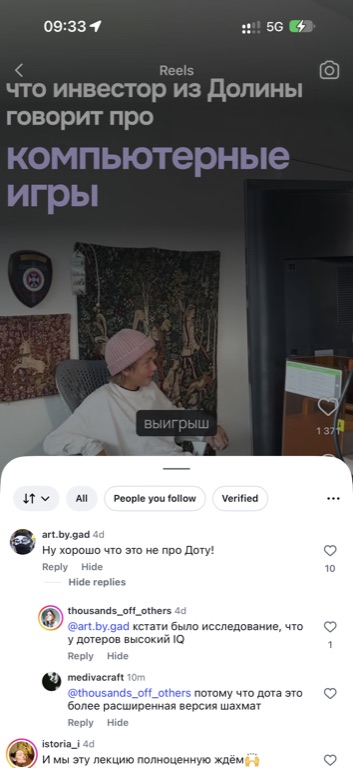 09:33
5G
Reels
что инвестор из Долины
говорит про
компьютерные
игры
выигрыш
1 37
All
People you follow
Verified
art.by.gad 4d
Ну хорошо что это не про Доту!
Reply Hide
10
Hide replies
thousands_off_others 4d
@art.by.gad кстати было исследование, что
у дотеров высокий IQ
1
Reply Hide
medivacraft 10m
@thousands_off_others потому что дота это
более расширенная версия шахмат
Reply Hide
istoria_i 4d
И мы эту лекцию полноценную ждём🙌